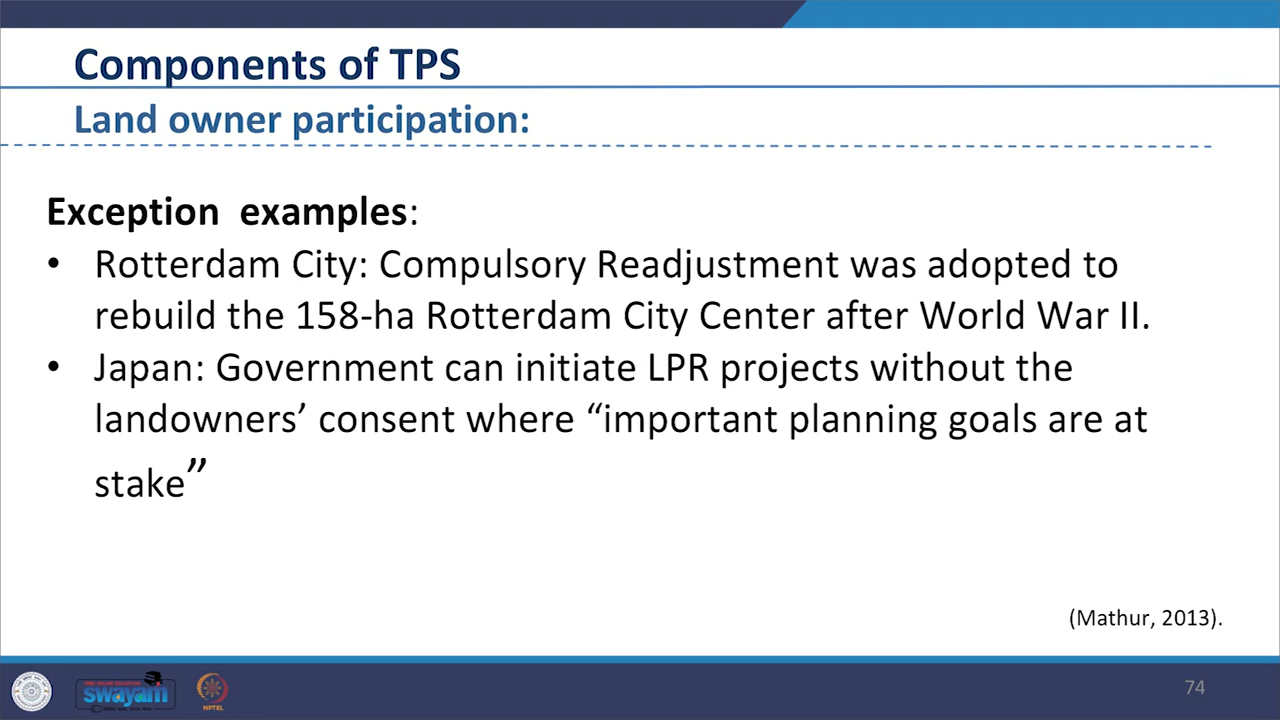 Components of TPS
Land owner participation:
Exception examples:
• Rotterdam City: Compulsory Readjustment was adopted to
rebuild the 158-ha Rotterdam City Center after World War II.
• Japan: Government can initiate LPR projects without the
landowners’ consent where “important planning goals are at
stake”
(Mathur, 2013).
swayam
NPTEL
74